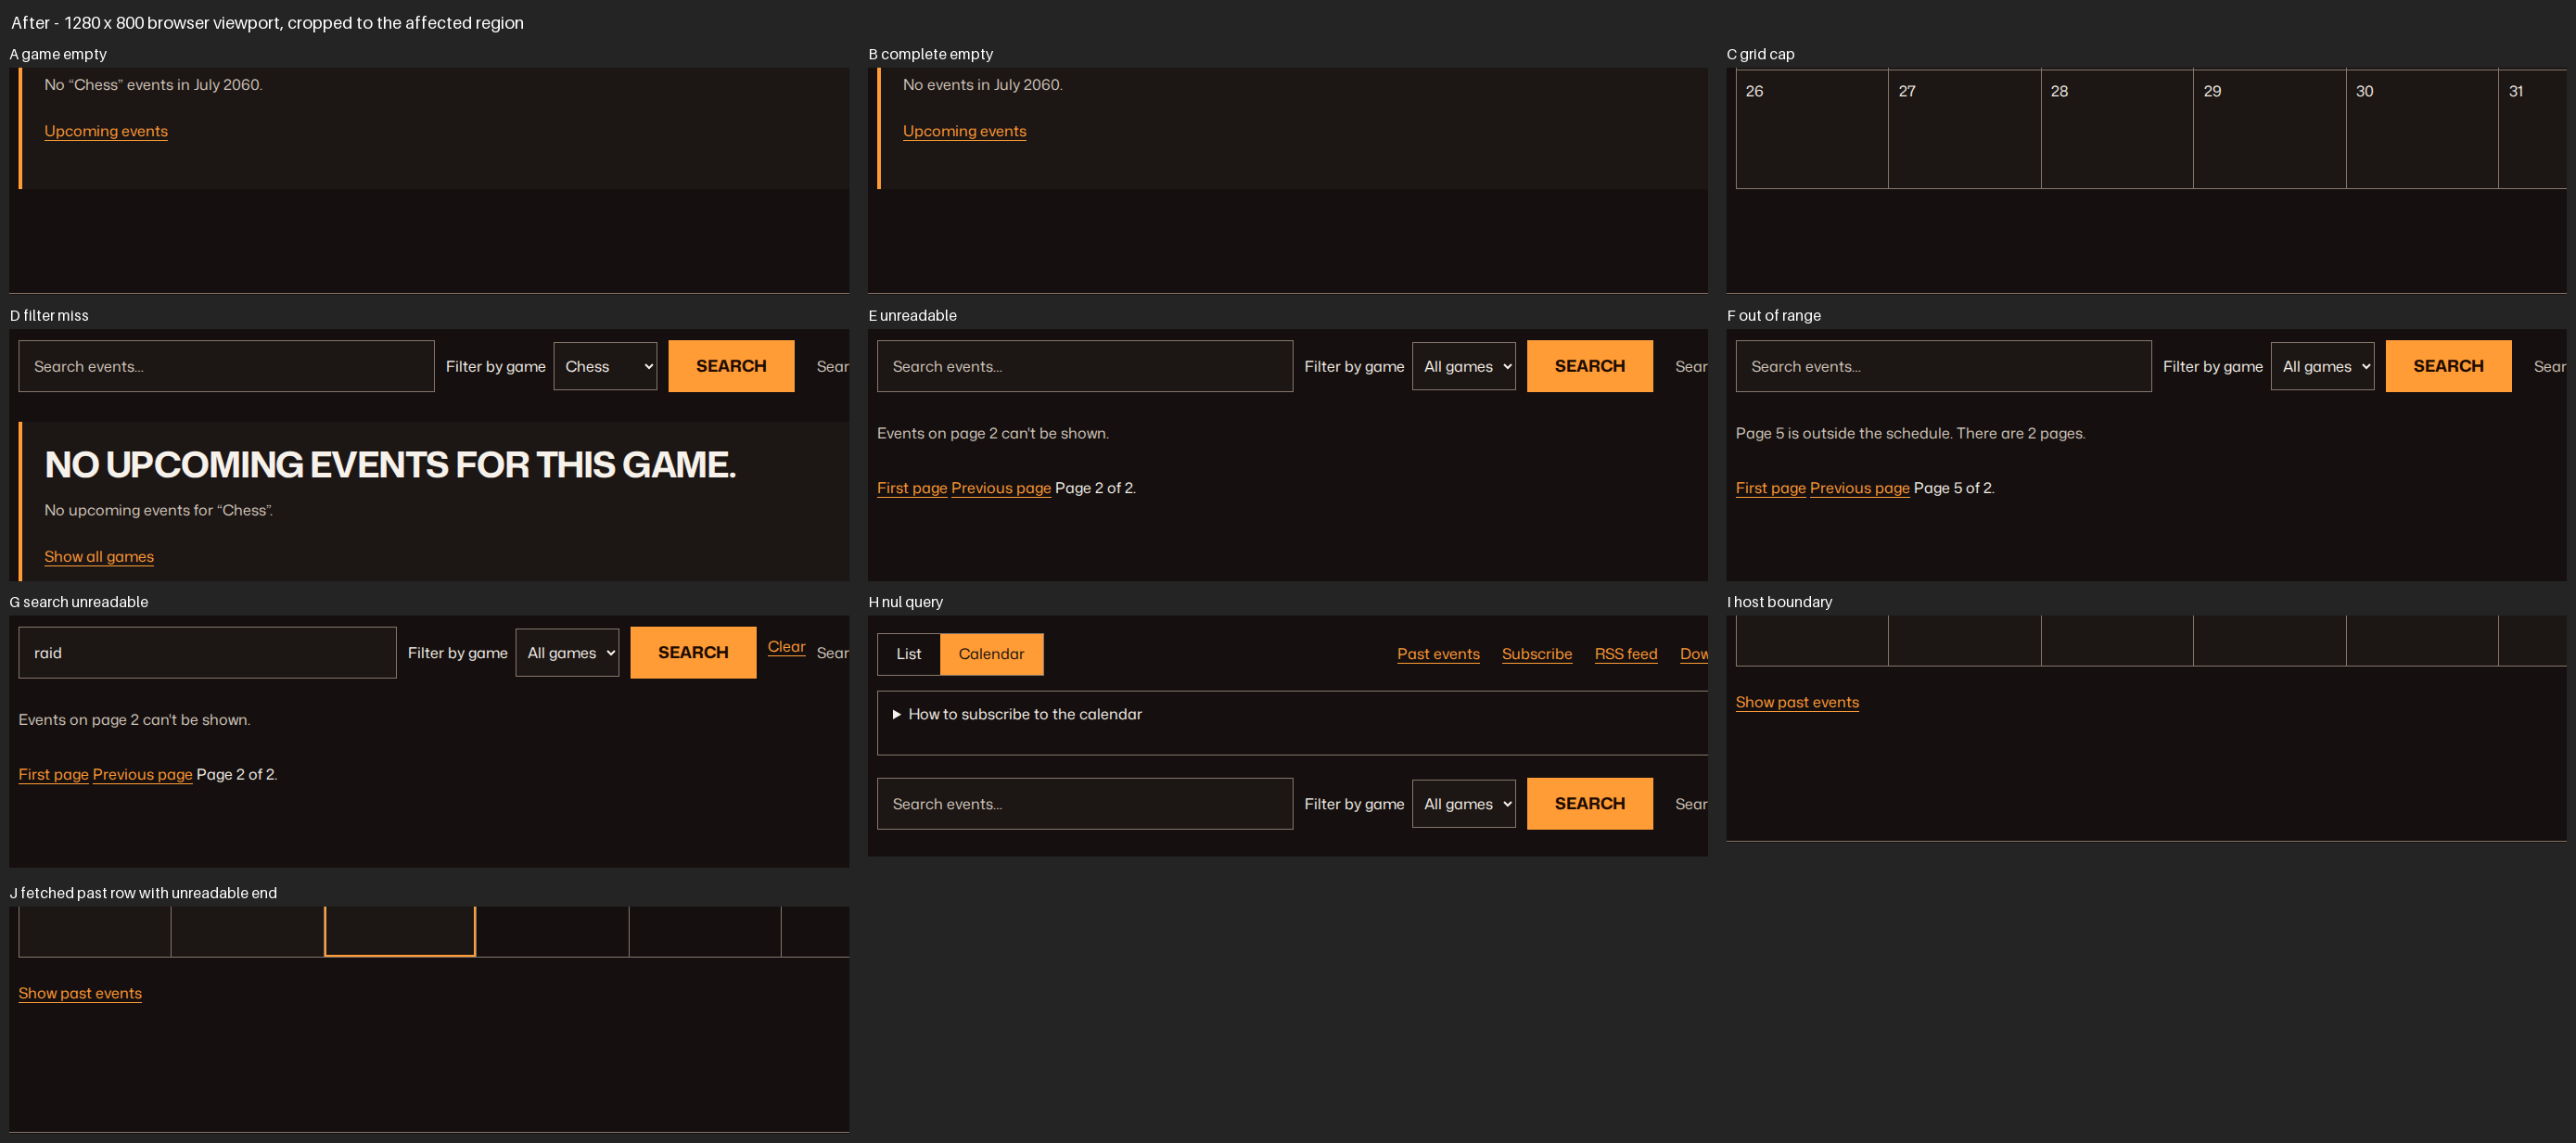 After - 1280 x 800 browser viewport, cropped to the affected region
A game empty
No “Chess” events in July 2060.
Upcoming events
B complete empty
No events in July 2060.
Upcoming events
C grid cap
26 27 28 29 30 31
D filter miss
Search events... Filter by game Chess SEARCH Sear
NO UPCOMING EVENTS FOR THIS GAME.
No upcoming events for “Chess”.
Show all games
E unreadable
Search events... Filter by game All games SEARCH Sear
Events on page 2 can't be shown.
First page Previous page Page 2 of 2.
F out of range
Search events... Filter by game All games SEARCH Sear
Page 5 is outside the schedule. There are 2 pages.
First page Previous page Page 5 of 2.
G search unreadable
raid Filter by game All games SEARCH Clear Sear
Events on page 2 can't be shown.
First page Previous page Page 2 of 2.
H nul query
List Calendar Past events Subscribe RSS feed Dow
How to subscribe to the calendar
Search events... Filter by game All games SEARCH Sear
I host boundary
Show past events
J fetched past row with unreadable end
Show past events